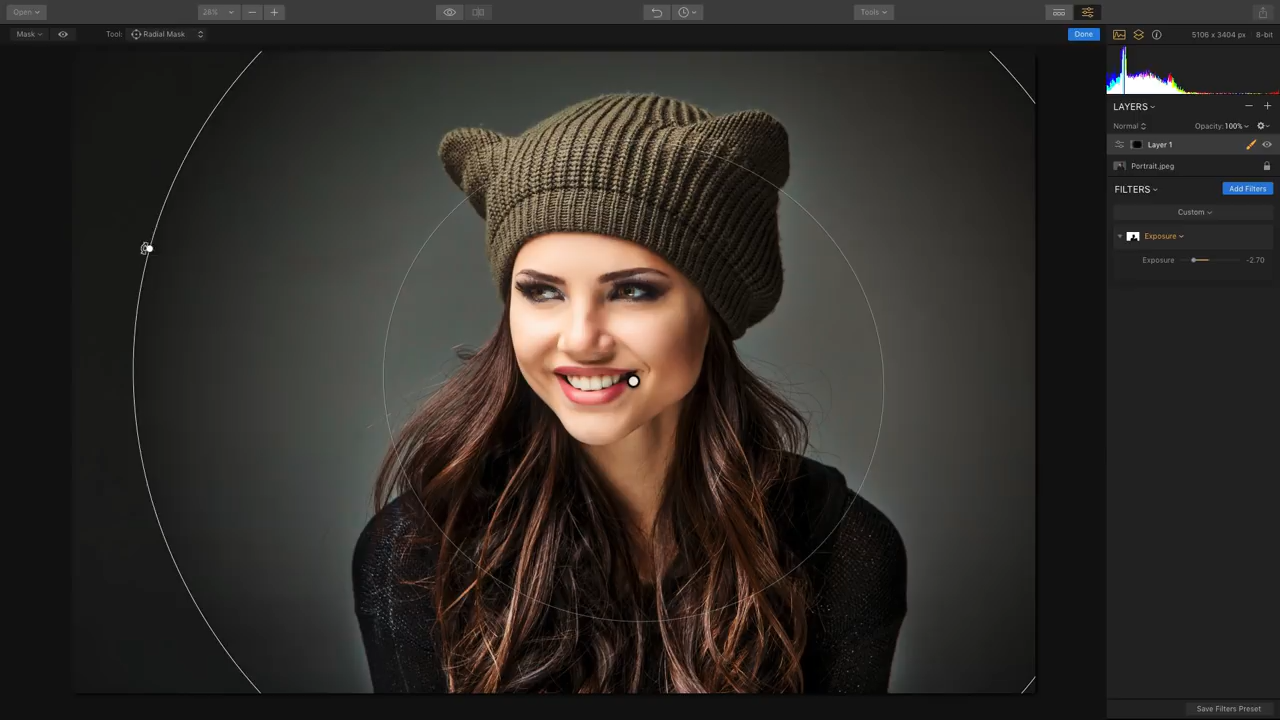 Open
28%
Tools
Mask
Tool:
Radial Mask
Done
5106 x 3404 px
8-bit
LAYERS
Normal
Opacity: 100%
Layer 1
Portrait.jpeg
FILTERS
Add Filters
Custom
Exposure
Exposure
-2.70
Save Filters Preset